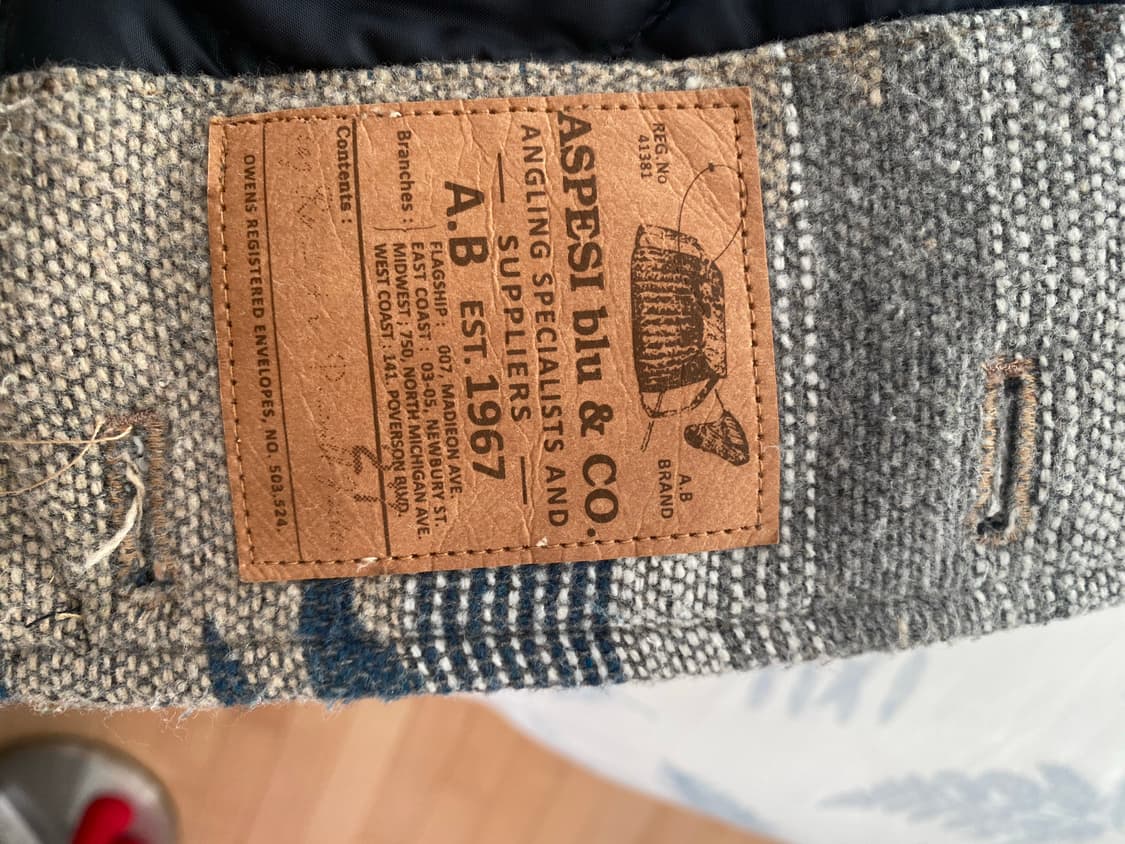 REG.No
41381
A.B
BRAND
ASPESI blu & CO.
ANGLING SPECIALISTS AND
SUPPLIERS
A.B EST.1967
Branches :
FLAGSHIP : 007, MADIEON AVE.
EAST COAST : 03-05, NEWBURY ST.
MIDWEST ; 750, NORTH MICHIGAN AVE.
WEST COAST : 141. POVERSON BLVD.
Contents :
OWENS REGISTERED ENVELOPES, NO. 503.524.